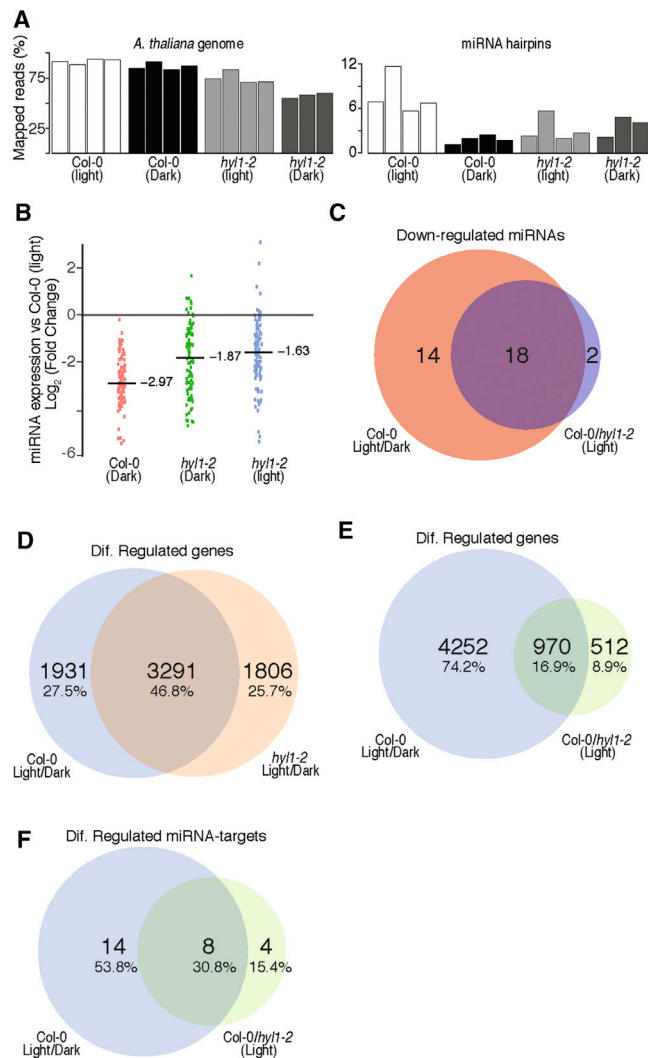 A
A. thaliana genome
miRNA hairpins
Mapped reads (%)
75
25
12
6
0
Col-0
(light)
Col-0
(Dark)
hyl1-2
(light)
hyl1-2
(Dark)
Col-0
(light)
Col-0
(Dark)
hyl1-2
(light)
hyl1-2
(Dark)
B
miRNA expression vs Col-0 (light)
Log2 (Fold Change)
2
0
-2
-4
-6
-2.97
-1.87
-1.63
Col-0
(Dark)
hyl1-2
(Dark)
hyl1-2
(light)
C
Down-regulated miRNAs
14
18
2
Col-0
Light/Dark
Col-0/hyl1-2
(Light)
D
Dif. Regulated genes
1931
27.5%
3291
46.8%
1806
25.7%
Col-0
Light/Dark
hyl1-2
Light/Dark
E
Dif. Regulated genes
4252
74.2%
970
16.9%
512
8.9%
Col-0
Light/Dark
Col-0/hyl1-2
(Light)
F
Dif. Regulated miRNA-targets
14
53.8%
8
30.8%
4
15.4%
Col-0
Light/Dark
Col-0/hyl1-2
(Light)